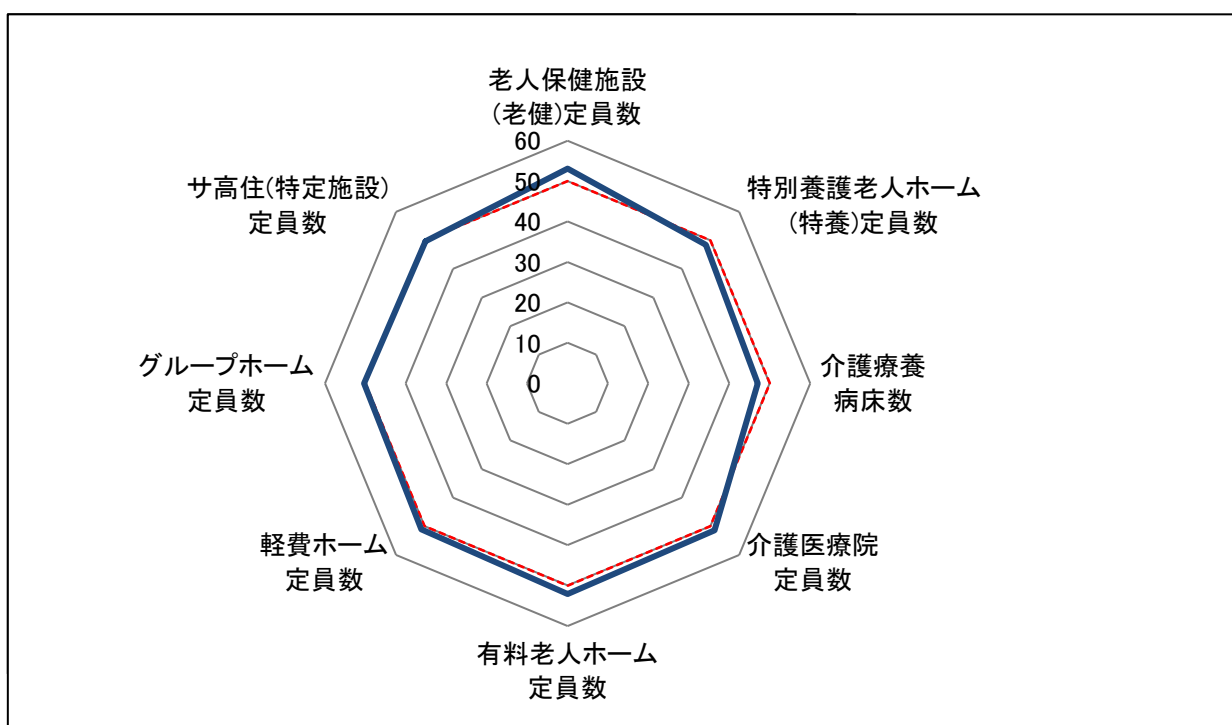 老人保健施設
(老健)定員数
特別養護老人ホーム
(特養)定員数
介護療養
病床数
介護医療院
定員数
有料老人ホーム
定員数
軽費ホーム
定員数
グループホーム
定員数
サ高住(特定施設)
定員数
60
50
40
30
20
10
0